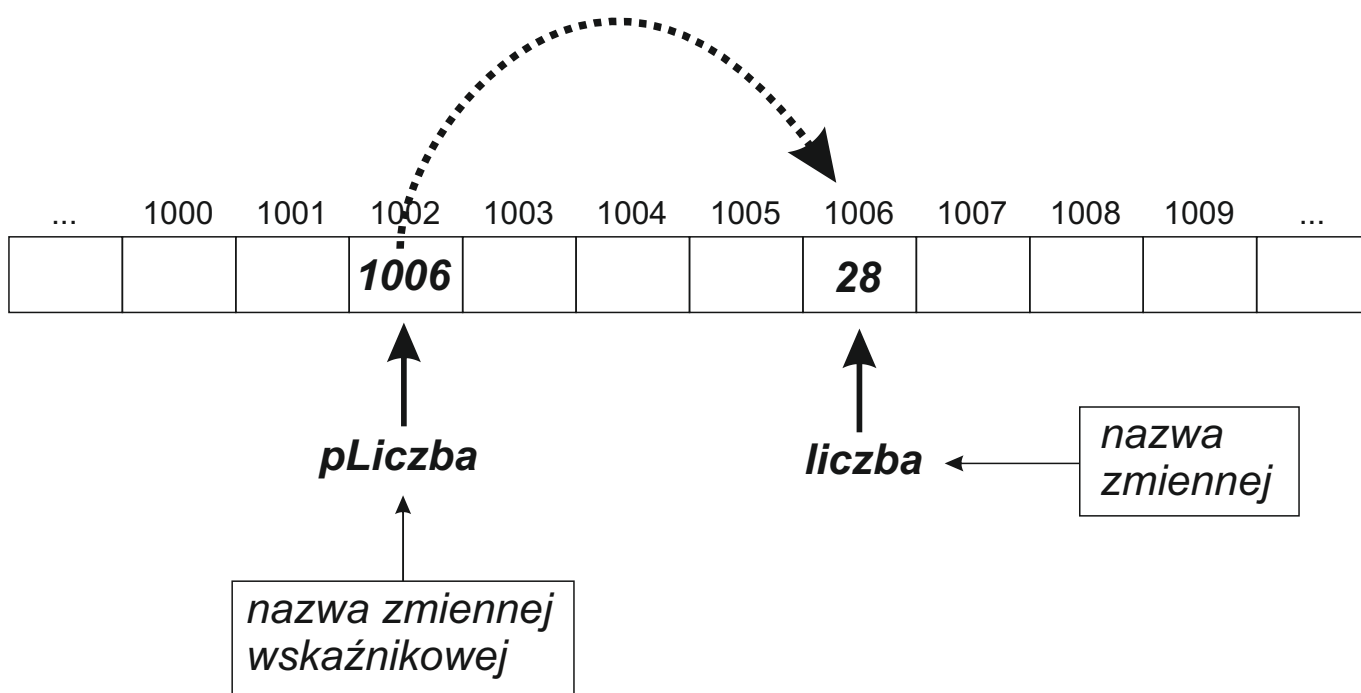 ... 1000 1001 1002 1003 1004 1005 1006 1007 1008 1009 ...
1006 28
pLiczba liczba
nazwa
zmiennej
nazwa zmiennej
wskaźnikowej